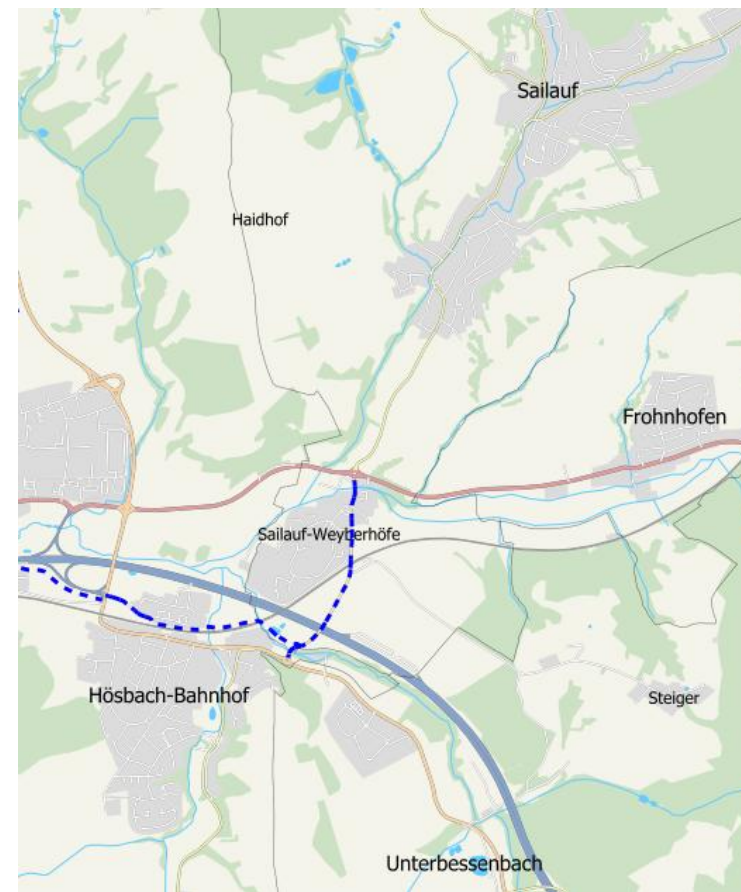 Sailauf
Haidhof
Frohnhofen
Sailauf-Weyberhöfe
Hösbach-Bahnhof
Steiger
Unterbessenbach